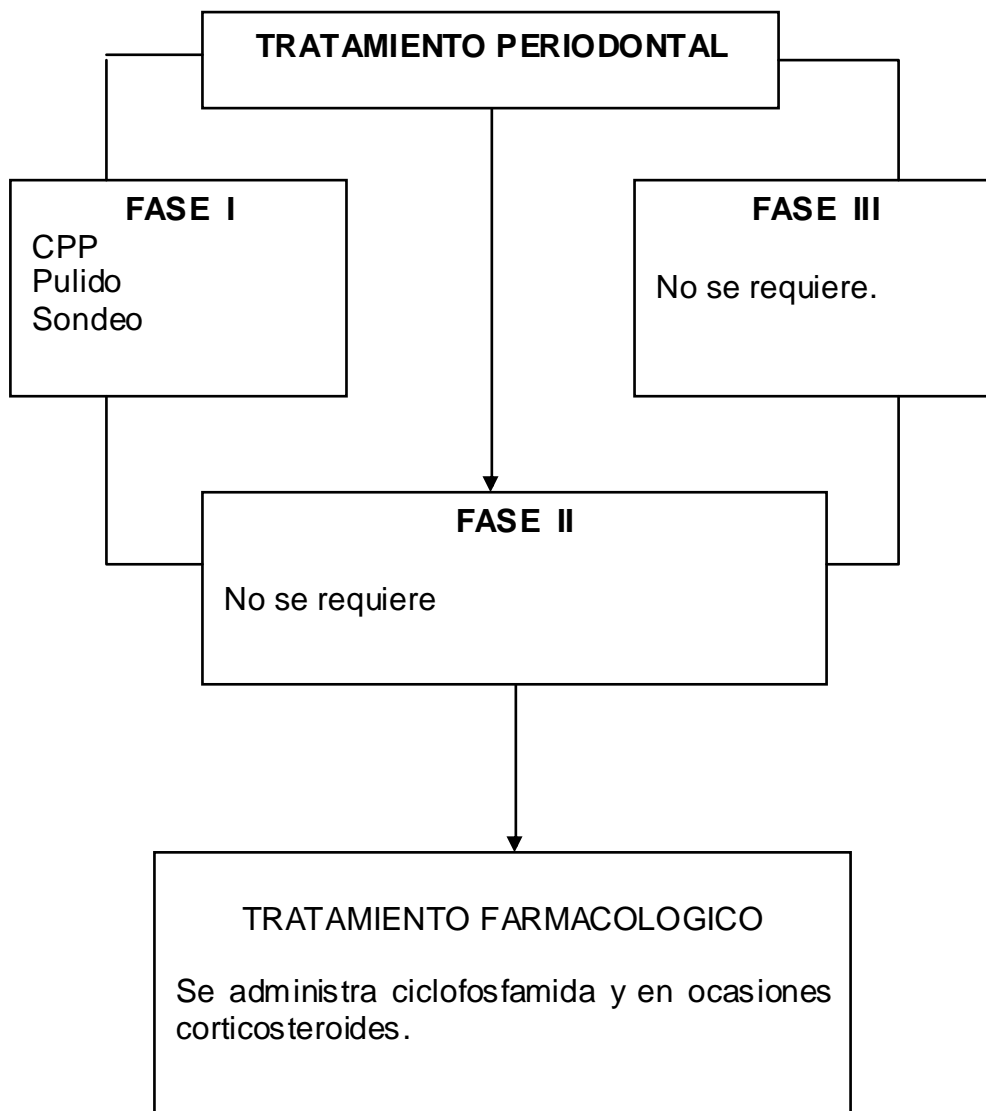 TRATAMIENTO PERIODONTAL
FASE I
CPP
Pulido
Sondeo
FASE III
No se requiere.
FASE II
No se requiere
TRATAMIENTO FARMACOLOGICO
Se administra ciclofosfamida y en ocasiones
corticosteroides.